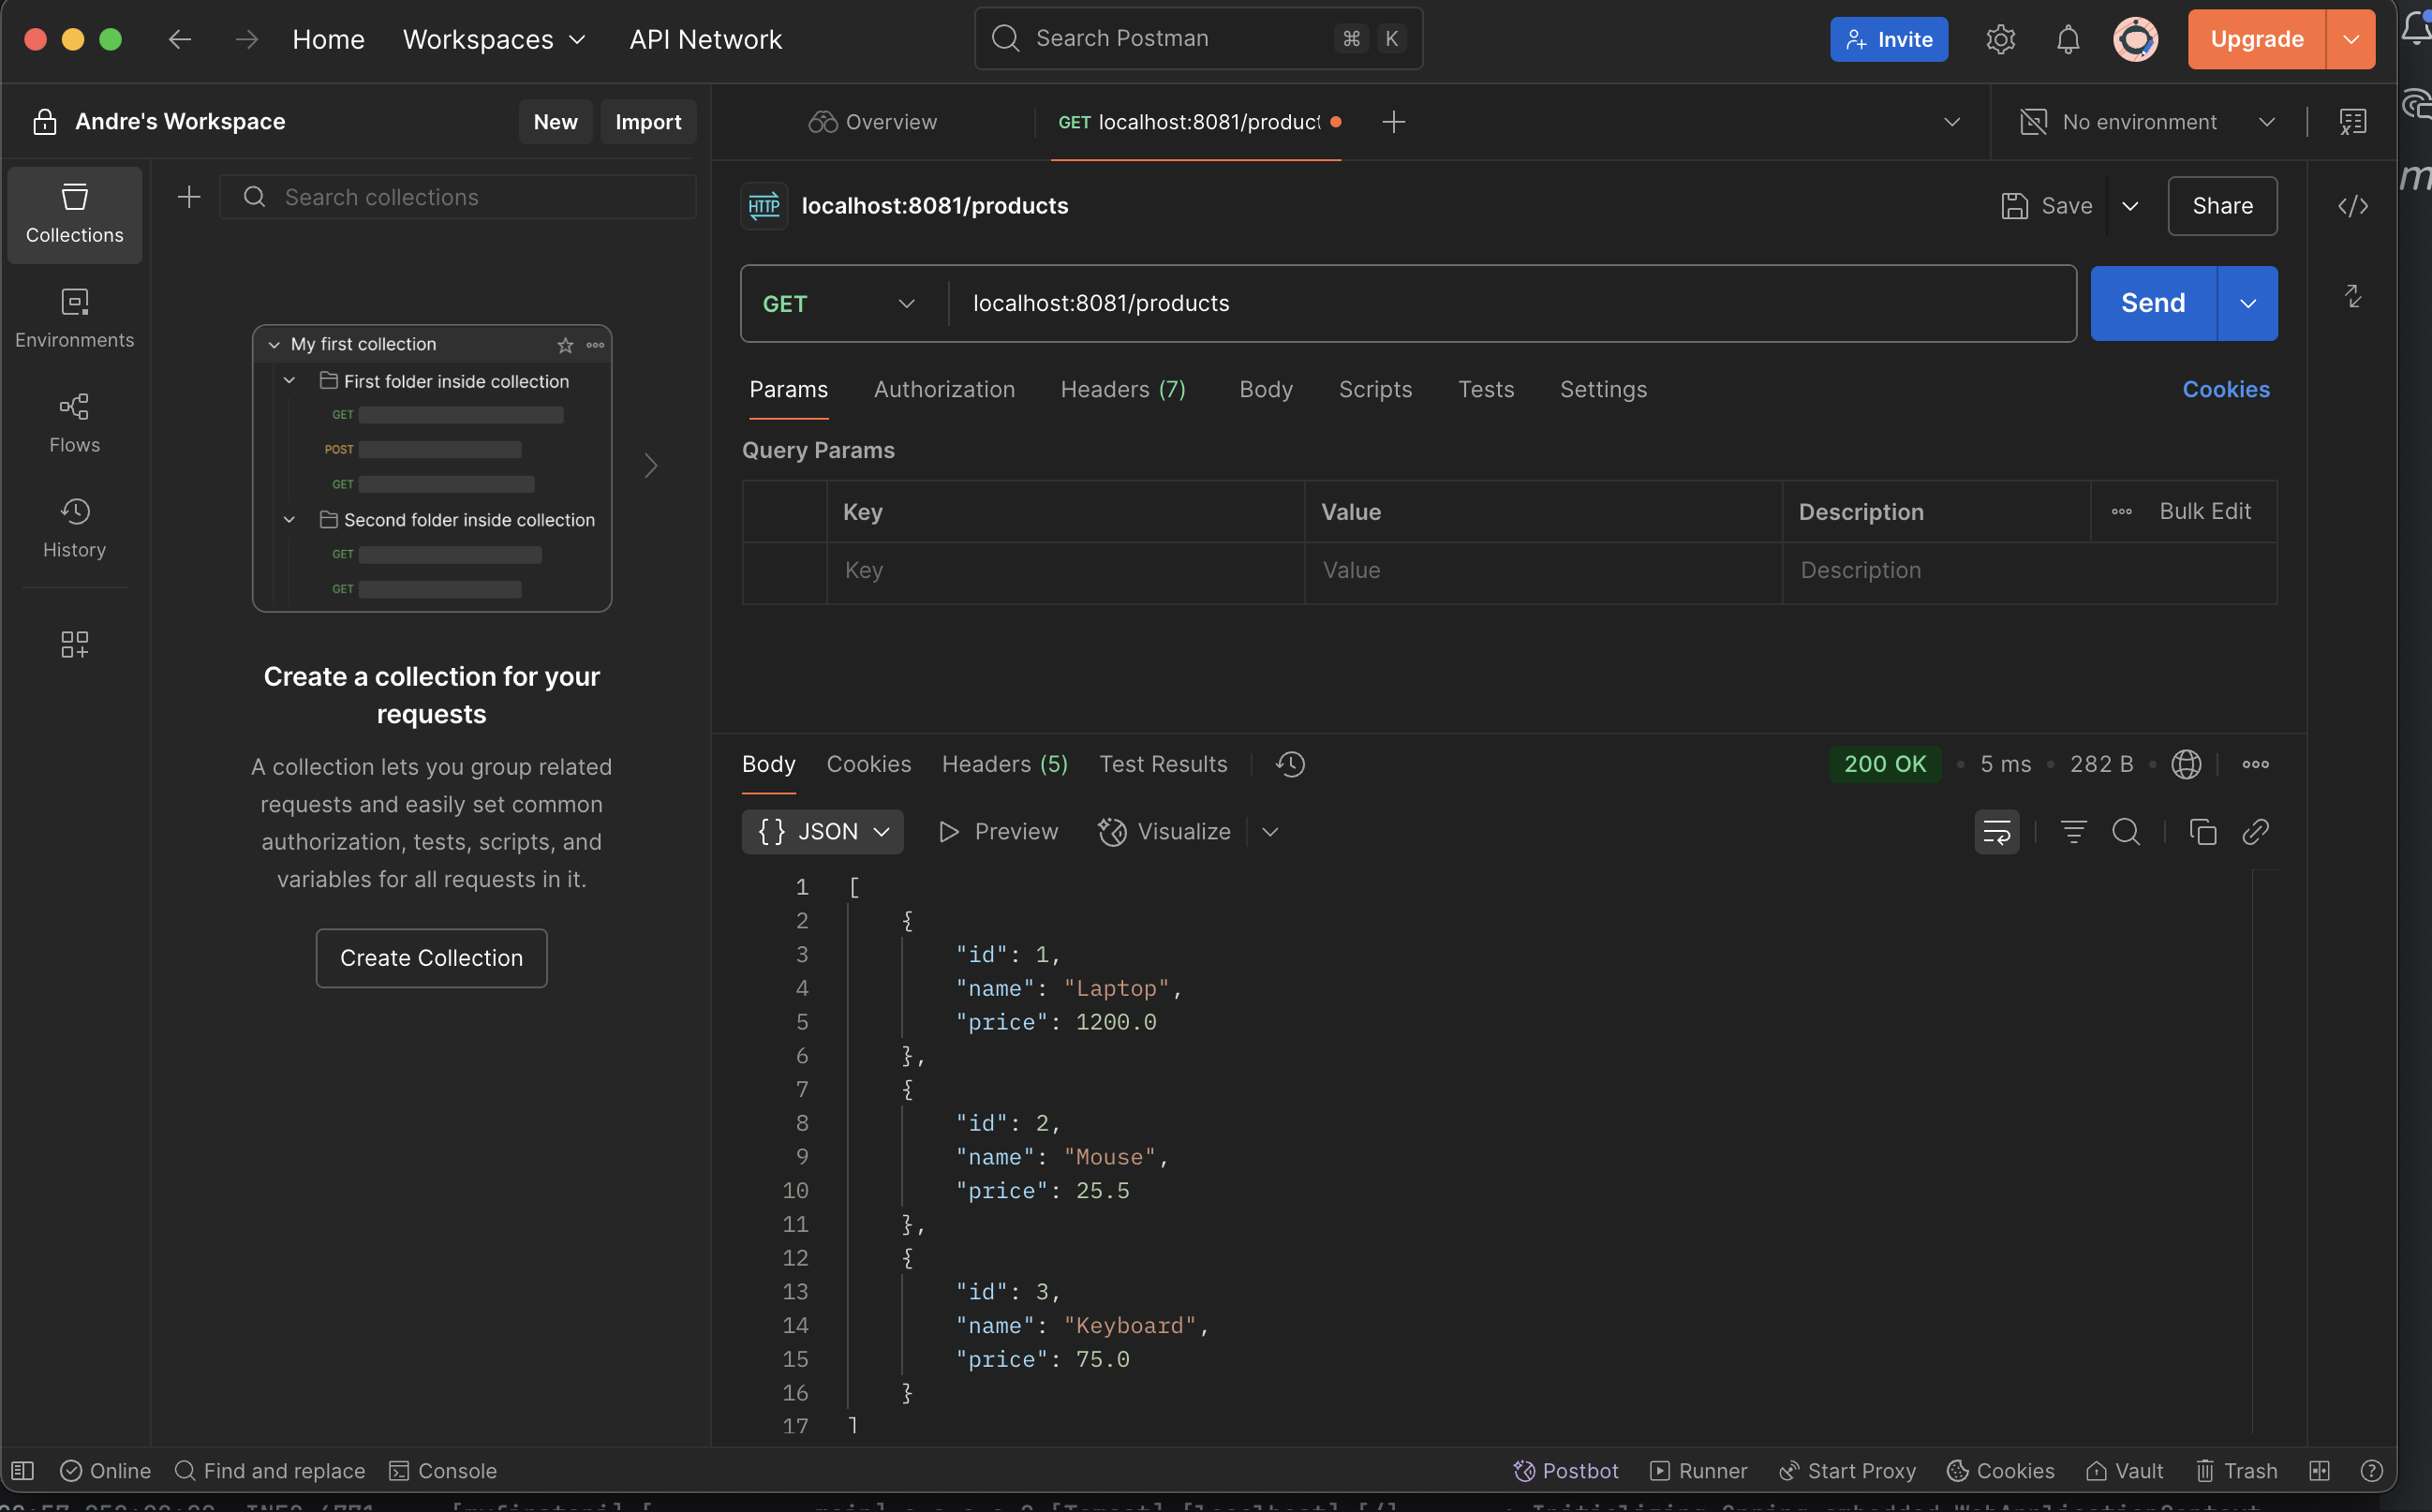 Home Workspaces API Network Search Postman ⌘ K Invite Upgrade
Andre's Workspace New Import
Overview GET localhost:8081/product No environment
Collections
Environments
Flows
History
Search collections
My first collection
First folder inside collection
GET
POST
GET
Second folder inside collection
GET
GET
Create a collection for your
requests
A collection lets you group related
requests and easily set common
authorization, tests, scripts, and
variables for all requests in it.
Create Collection
HTTP localhost:8081/products Save Share
GET localhost:8081/products Send
Params Authorization Headers (7) Body Scripts Tests Settings Cookies
Query Params
Key Value Description Bulk Edit
Key Value Description
Body Cookies Headers (5) Test Results 200 OK 5 ms 282 B
{} JSON Preview Visualize
1 [
2 {
3 "id": 1,
4 "name": "Laptop",
5 "price": 1200.0
6 },
7 {
8 "id": 2,
9 "name": "Mouse",
10 "price": 25.5
11 },
12 {
13 "id": 3,
14 "name": "Keyboard",
15 "price": 75.0
16 }
17 ]
Online Find and replace Console Postbot Runner Start Proxy Cookies Vault Trash